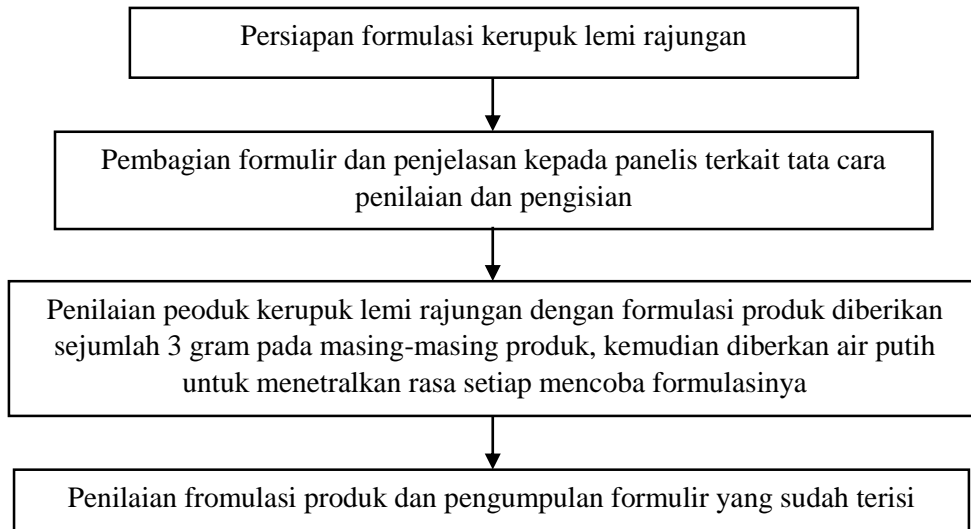 Persiapan formulasi kerupuk lemi rajungan
Pembagian formulir dan penjelasan kepada panelis terkait tata cara
penilaian dan pengisian
Penilaian peoduk kerupuk lemi rajungan dengan formulasi produk diberikan
sejumlah 3 gram pada masing-masing produk, kemudian diberkan air putih
untuk menetralkan rasa setiap mencoba formulasinya
Penilaian fromulasi produk dan pengumpulan formulir yang sudah terisi